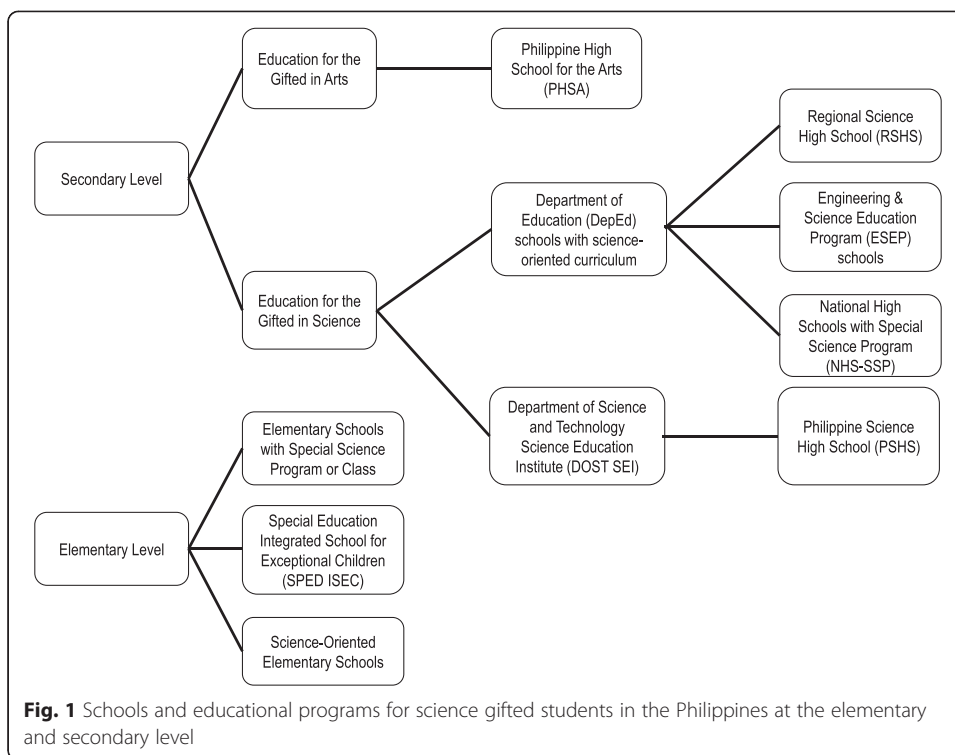 Education for the
Gifted in Arts
Philippine High
School for the Arts
(PHSA)
Regional Science
High School (RSHS)
Secondary Level
Department of
Education (DepEd)
schools with science-
oriented curriculum
Engineering &
Science Education
Program (ESEP)
schools
Education for the
Gifted in Science
National High
Schools with Special
Science Program
(NHS-SSP)
Department of Science
and Technology
Science Education
Institute (DOST SEI)
Philippine Science
High School (PSHS)
Elementary Schools
with Special Science
Program or Class
Elementary Level
Special Education
Integrated School for
Exceptional Children
(SPED ISEC)
Science-Oriented
Elementary Schools
Fig. 1 Schools and educational programs for science gifted students in the Philippines at the elementary
and secondary level